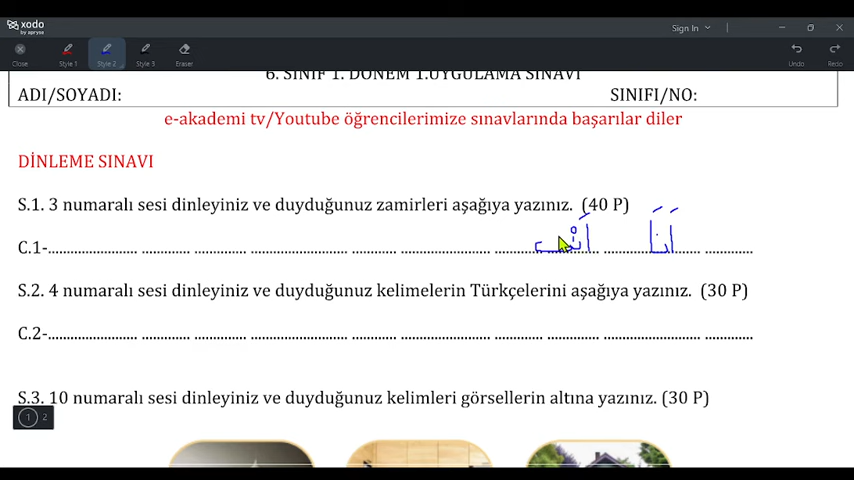 xodo
by apryse
Sign In
Close Style 1 Style 2 Style 3 Eraser Undo Redo
6. SINIF 1. DÖNEM 1.UYGULAMA SINAVI
ADI/SOYADI: SINIFI/NO:
e-akademi tv/Youtube öğrencilerimize sınavlarında başarılar diler
DİNLEME SINAVI
S.1. 3 numaralı sesi dinleyiniz ve duyduğunuz zamirleri aşağıya yazınız. (40 P)
C.1-.................................. ................ ................. ................................ ................ .................................. ................. أَنَا
S.2. 4 numaralı sesi dinleyiniz ve duyduğunuz kelimelerin Türkçelerini aşağıya yazınız. (30 P)
C.2-.................................. ................ ................. ................................ ................ .................................. ................ ................................ ................
S.3. 10 numaralı sesi dinleyiniz ve duyduğunuz kelimleri görsellerin altına yazınız. (30 P)
1 2